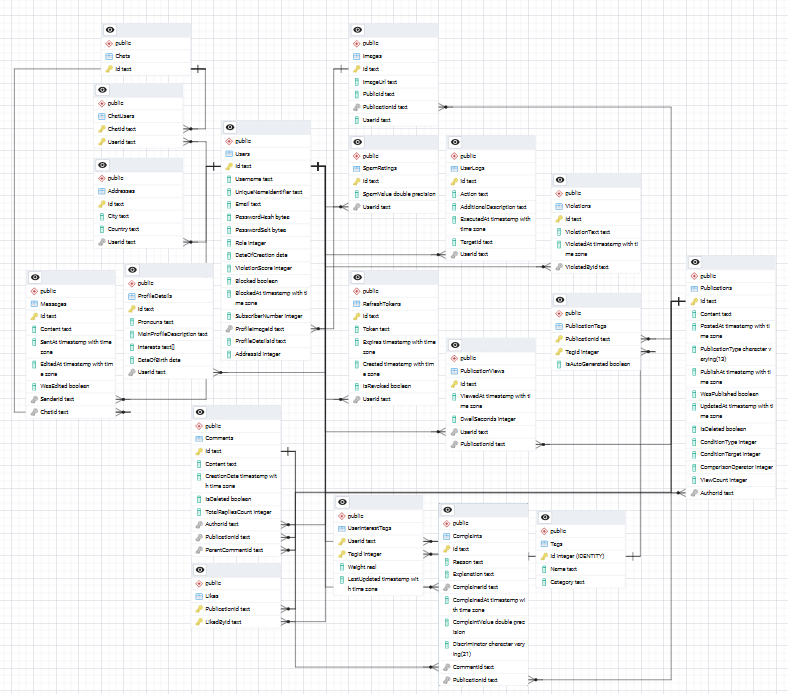 public
Chats
Id text
public
ChatUsers
ChatId text
UserId text
public
Addresses
Id text
City text
Country text
UserId text
public
Users
Id text
Username text
UniqueNameIdentifier text
Email text
PasswordHash bytea
PasswordSalt bytea
Role integer
DateOfCreation date
ViolationScore integer
Blocked boolean
BlockedAt timestamp with ti
me zone
SubscriberNumber integer
ProfileImageId text
ProfileDetailsId text
AddressId integer
public
Messages
Id text
Content text
SentAt timestamp with time
zone
EditedAt timestamp with tim
e zone
WasEdited boolean
SenderId text
ChatId text
public
ProfileDetails
Id text
Pronouns text
MainProfileDescription text
Interests text[]
DateOfBirth date
UserId text
public
Images
Id text
ImageUrl text
PublicId text
PublicationId text
UserId text
public
SpamRatings
Id text
SpamValue double precision
UserId text
public
UserLogs
Id text
Action text
AdditionalDescription text
ExecutedAt timestamp with
time zone
TargetId text
UserId text
public
Violations
Id text
ViolationText text
ViolatedAt timestamp with ti
me zone
ViolatedById text
public
RefreshTokens
Id text
Token text
Expires timestamp with tim
e zone
Created timestamp with tim
e zone
IsRevoked boolean
UserId text
public
PublicationViews
Id text
ViewedAt timestamp with ti
me zone
DwellSeconds integer
UserId text
PublicationId text
public
PublicationTags
PublicationId text
TagId integer
IsAutoGenerated boolean
public
Publications
Id text
Content text
PostedAt timestamp with ti
me zone
PublicationType character v
arying(13)
PublishAt timestamp with ti
me zone
WasPublished boolean
UpdatedAt timestamp with ti
me zone
IsDeleted boolean
ConditionType integer
ConditionTarget integer
ComparisonOperator integer
ViewCount integer
AuthorId text
public
Comments
Id text
Content text
CreationDate timestamp wit
h time zone
IsDeleted boolean
TotalRepliesCount integer
AuthorId text
PublicationId text
ParentCommentId text
public
Likes
PublicationId text
LikedById text
public
UserInterestTags
UserId text
TagId integer
Weight real
LastUpdated timestamp wit
h time zone
public
Complaints
Id text
Reason text
Explanation text
ComplainerId text
ComplainedAt timestamp wi
th time zone
ComplaintValue double prec
ision
Discriminator character vary
ing(21)
CommentId text
PublicationId text
public
Tags
Id integer (IDENTITY)
Name text
Category text